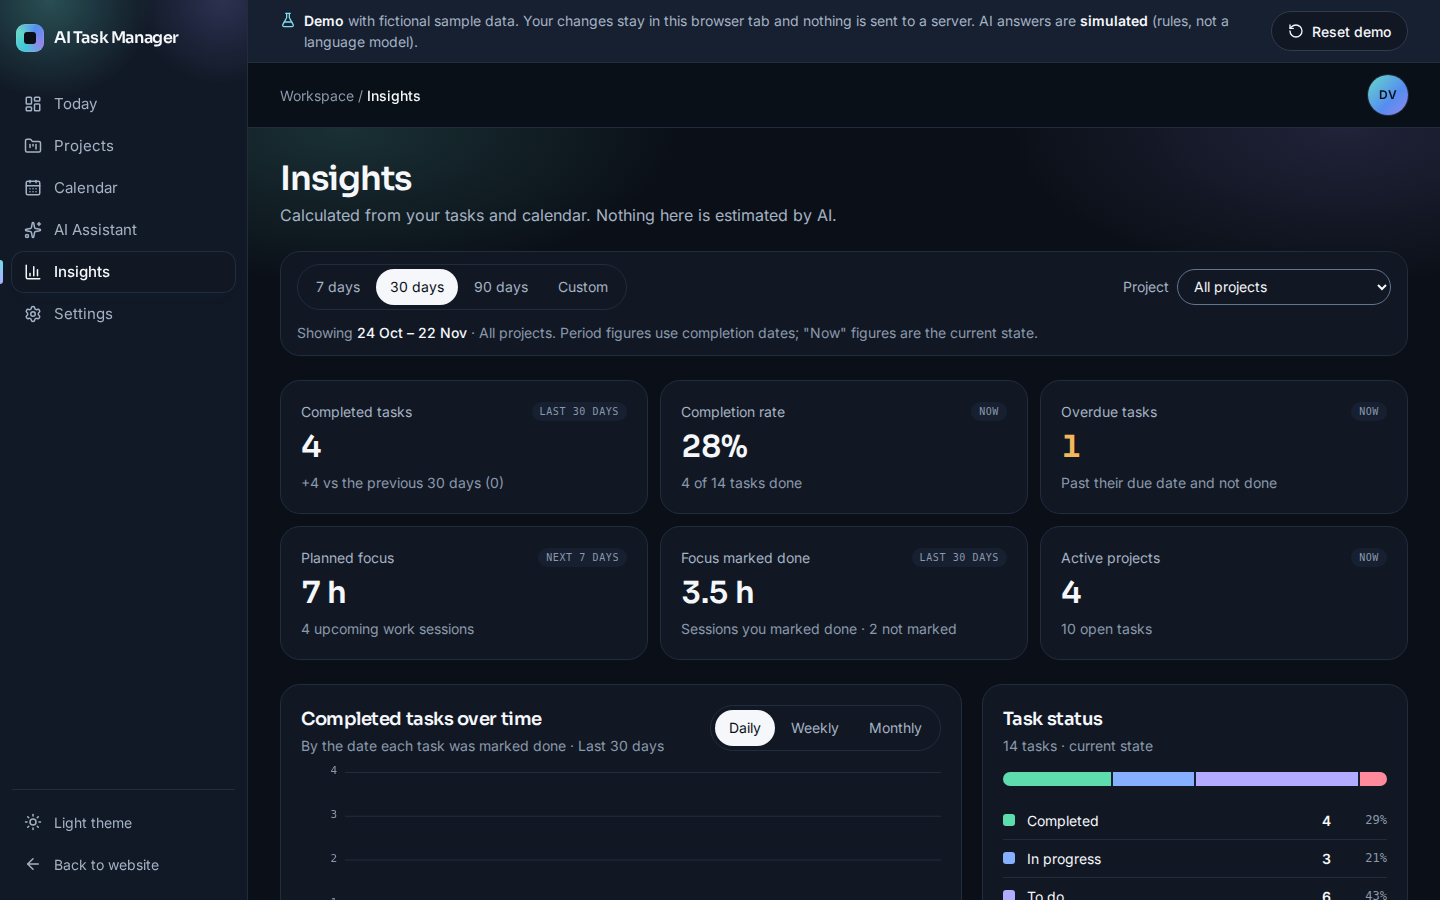 AI Task Manager
Today
Projects
Calendar
AI Assistant
Insights
Settings
Light theme
Back to website
Demo with fictional sample data. Your changes stay in this browser tab and nothing is sent to a server. AI answers are simulated (rules, not a
language model).
Reset demo
Workspace / Insights
DV
Insights
Calculated from your tasks and calendar. Nothing here is estimated by AI.
7 days
30 days
90 days
Custom
Project
All projects
Showing 24 Oct – 22 Nov · All projects. Period figures use completion dates; "Now" figures are the current state.
Completed tasks
LAST 30 DAYS
4
+4 vs the previous 30 days (0)
Completion rate
NOW
28%
4 of 14 tasks done
Overdue tasks
NOW
1
Past their due date and not done
Planned focus
NEXT 7 DAYS
7 h
4 upcoming work sessions
Focus marked done
LAST 30 DAYS
3.5 h
Sessions you marked done · 2 not marked
Active projects
NOW
4
10 open tasks
Completed tasks over time
By the date each task was marked done · Last 30 days
Daily
Weekly
Monthly
4
3
2
Task status
14 tasks · current state
Completed 4 29%
In progress 3 21%
To do 6 43%